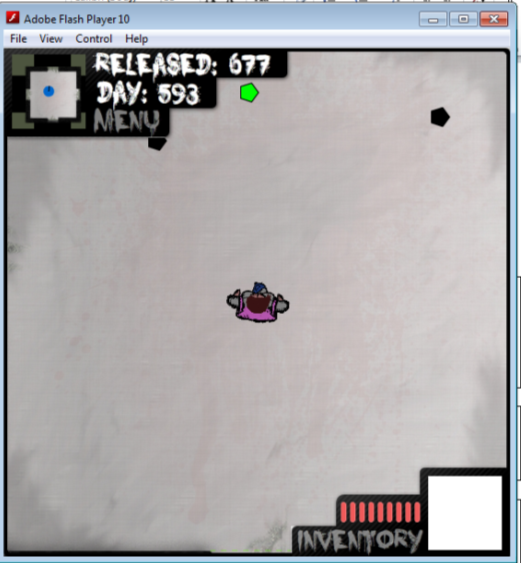 Adobe Flash Player 10
File View Control Help
RELEASED: 677
DAY: 593
MENU
INVENTORY